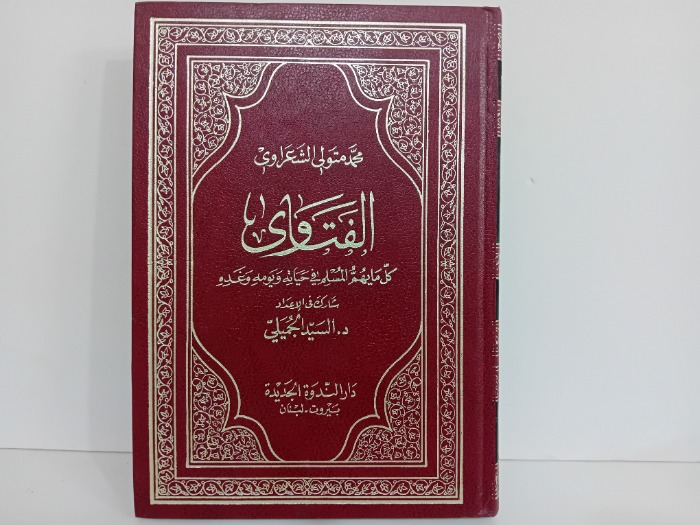 محمد متولي الشعراوي
الفتاوى
كل ما يهم المسلم في حياته ويومه وغده
شارك في الإعداد
د. السيد الجميلي
دار الندوة الجديدة
بيروت - لبنان